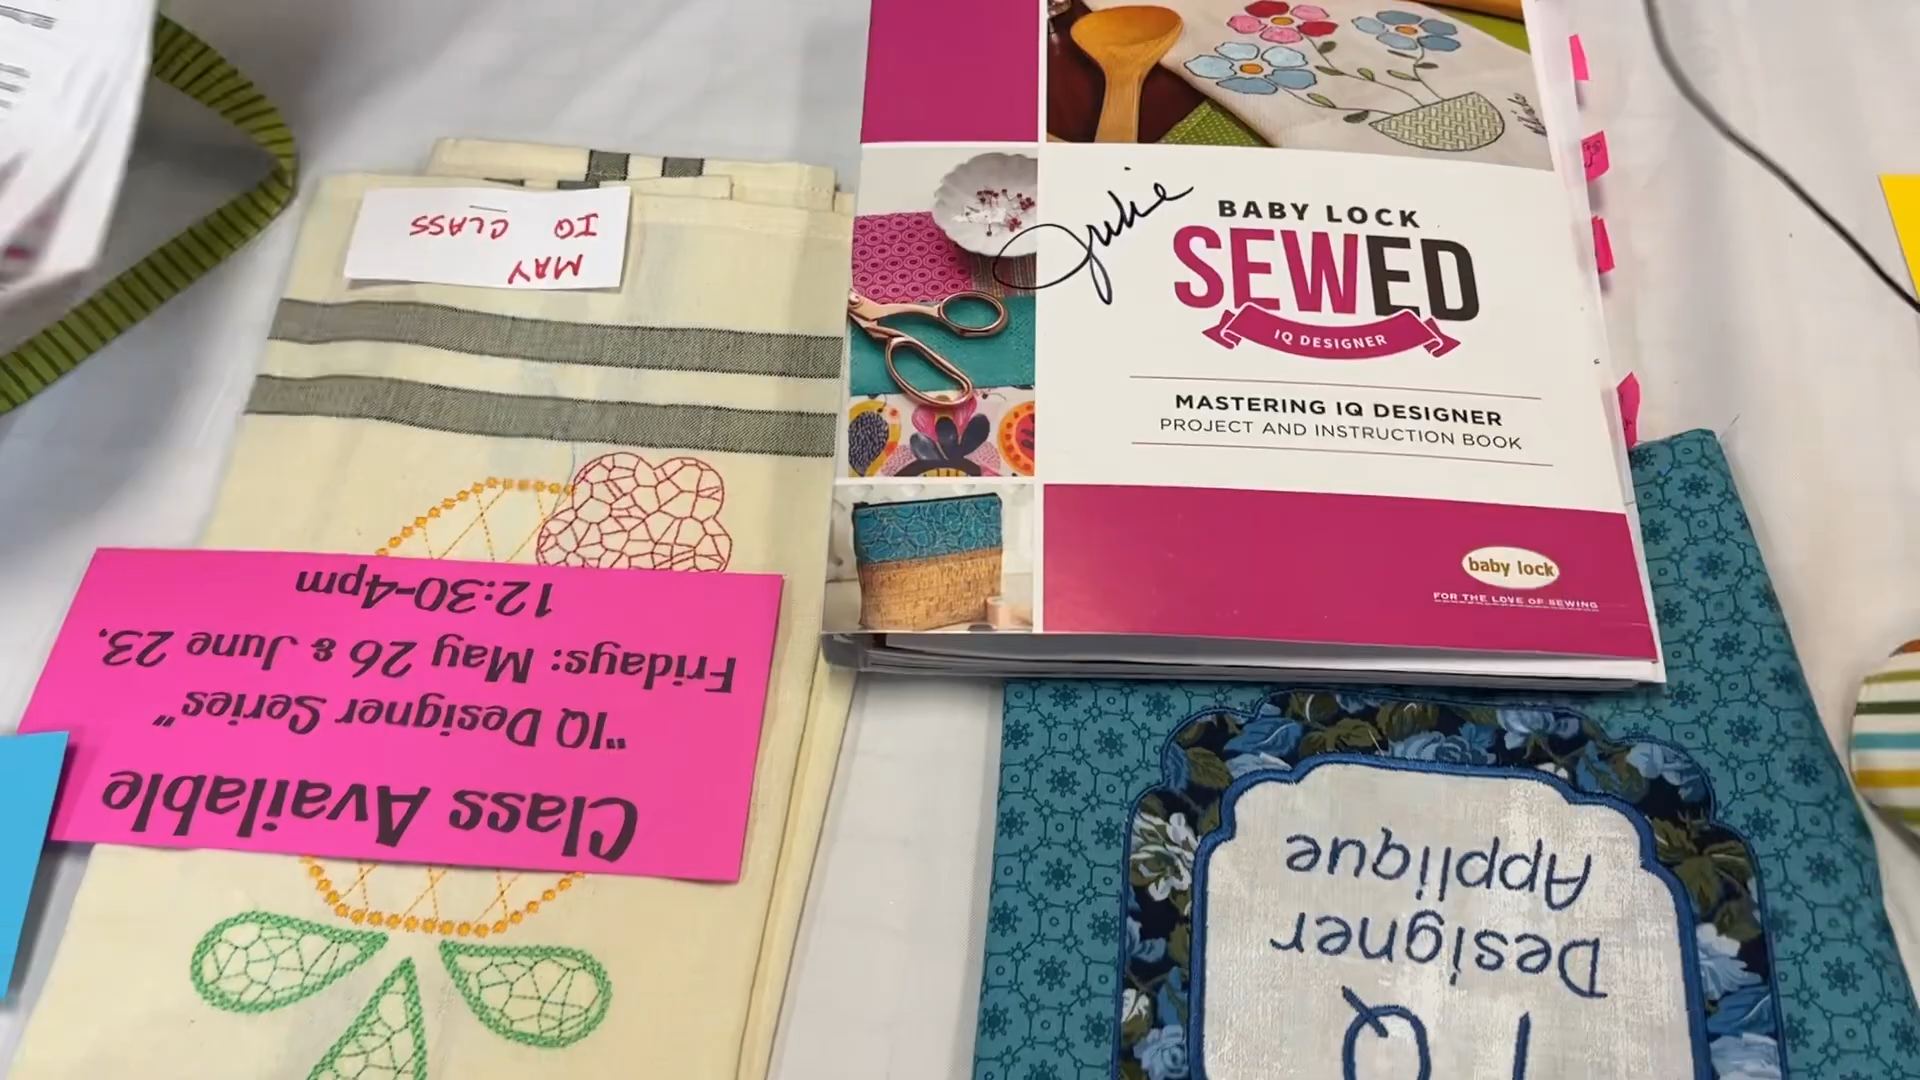 MAY
IQ CLASS
Julie
BABY LOCK
SEWED
IQ DESIGNER
MASTERING IQ DESIGNER
PROJECT AND INSTRUCTION BOOK
baby lock
FOR THE LOVE OF SEWING
Class Available
"IQ Designer Series"
Fridays: May 26 & June 23,
12:30-4pm
IQ
Designer
Applique